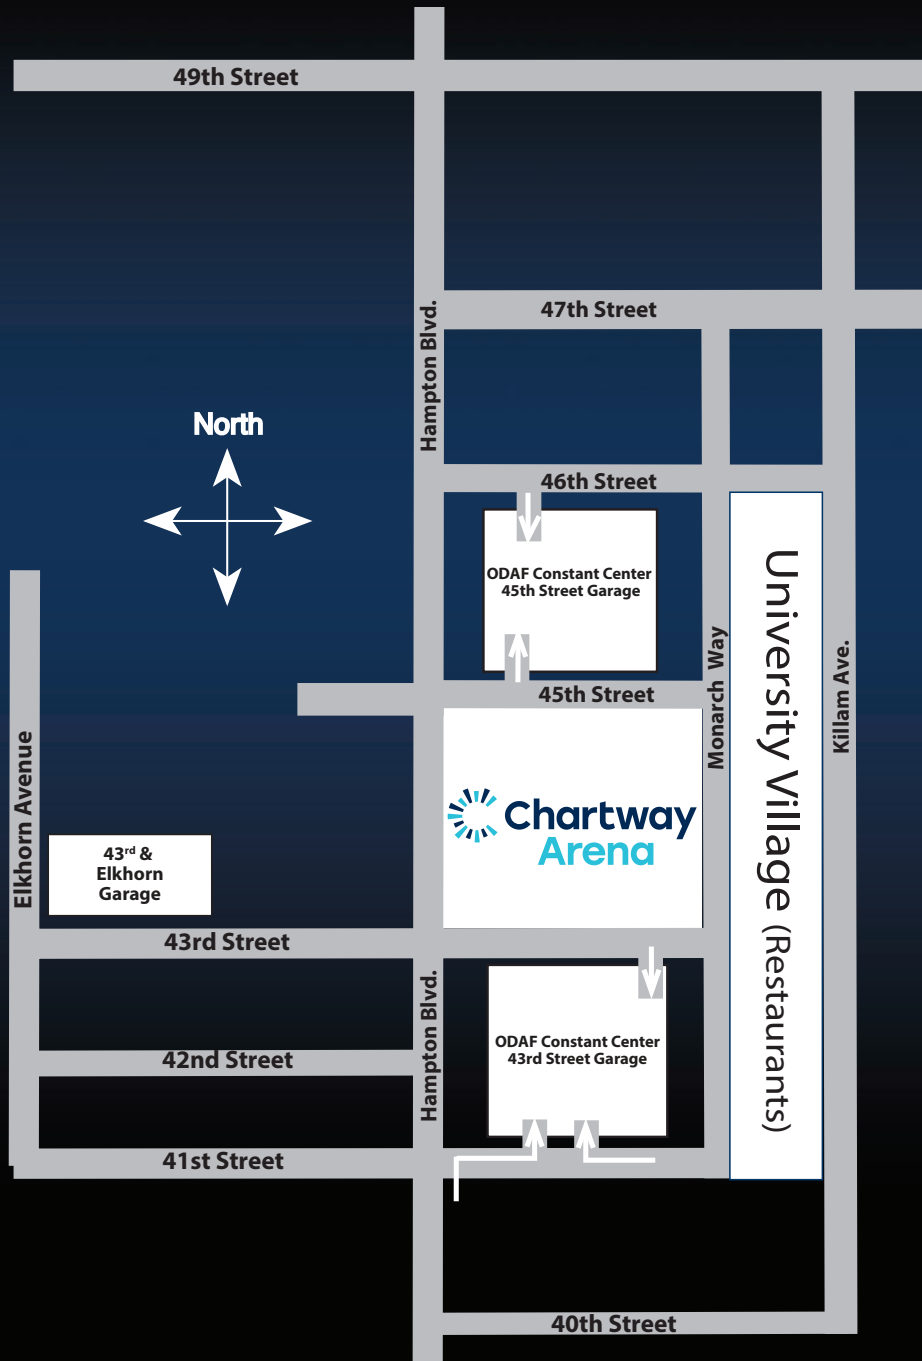 49th Street
47th Street
Hampton Blvd.
North
46th Street
ODAF Constant Center
45th Street Garage
University Village (Restaurants)
Monarch Way
Killam Ave.
45th Street
Elkhorn Avenue
Chartway
Arena
43rd &
Elkhorn
Garage
43rd Street
Hampton Blvd.
ODAF Constant Center
43rd Street Garage
42nd Street
41st Street
40th Street